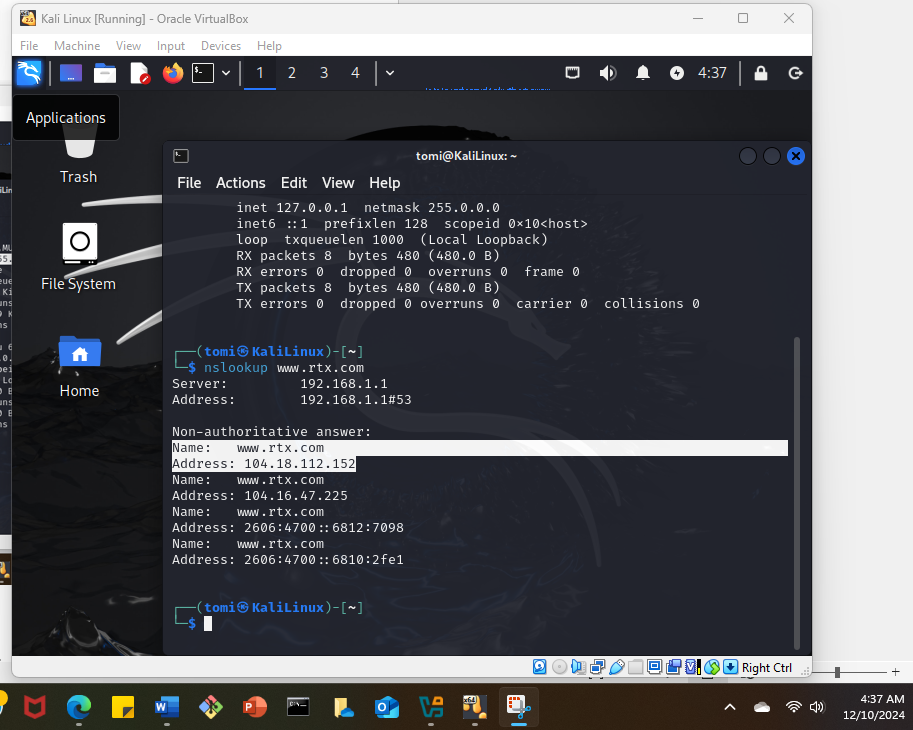 Kali Linux [Running] - Oracle VirtualBox
File Machine View Input Devices Help
1 2 3 4 4:37
Applications
Trash
File System
Home
tomi@KaliLinux: ~
File Actions Edit View Help
inet 127.0.0.1 netmask 255.0.0.0
inet6 ::1 prefixlen 128 scopeid 0×10<host>
loop txqueuelen 1000 (Local Loopback)
RX packets 8 bytes 480 (480.0 B)
RX errors 0 dropped 0 overruns 0 frame 0
TX packets 8 bytes 480 (480.0 B)
TX errors 0 dropped 0 overruns 0 carrier 0 collisions 0
┌──(tomi㉿KaliLinux)-[~]
└─$ nslookup www.rtx.com
Server: 192.168.1.1
Address: 192.168.1.1#53
Non-authoritative answer:
Name: www.rtx.com
Address: 104.18.112.152
Name: www.rtx.com
Address: 104.16.47.225
Name: www.rtx.com
Address: 2606:4700::6812:7098
Name: www.rtx.com
Address: 2606:4700::6810:2fe1
┌──(tomi㉿KaliLinux)-[~]
└─$
Right Ctrl
4:37 AM
12/10/2024